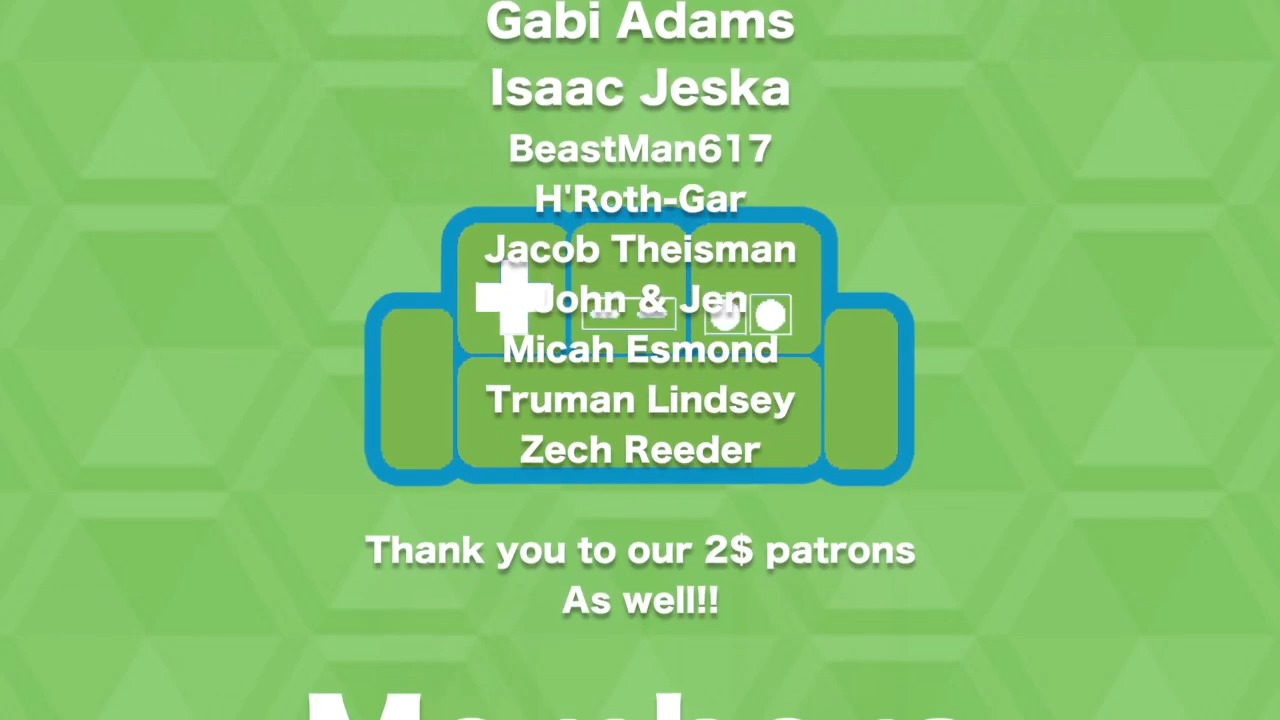 Gabi Adams
Isaac Jeska
BeastMan617
H'Roth-Gar
Jacob Theisman
John & Jen
Micah Esmond
Truman Lindsey
Zech Reeder
Thank you to our 2$ patrons
As well!!